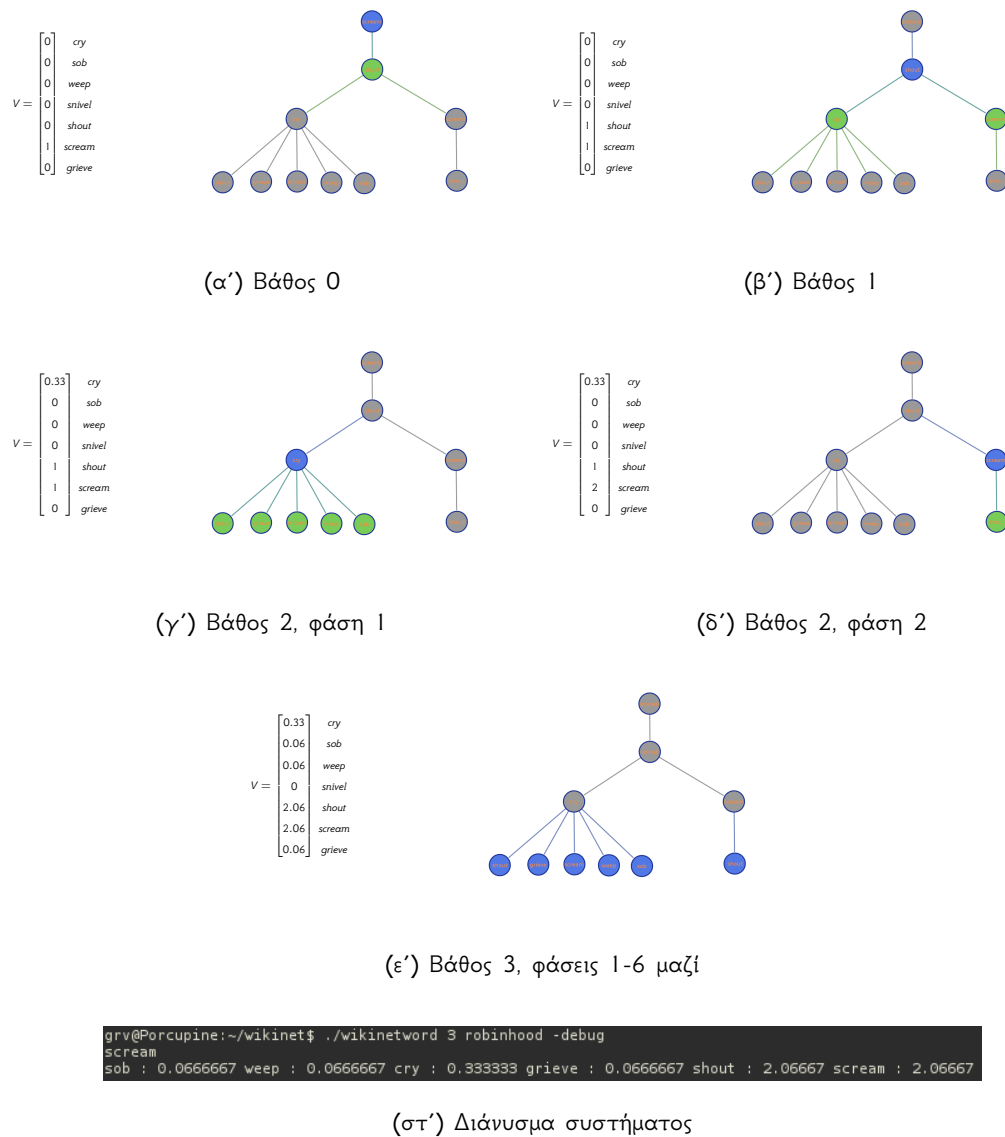 V =
0 cry
0 sob
0 weep
0 snivel
0 shout
1 scream
0 grieve
(α΄) Βάθος 0
V =
0 cry
0 sob
0 weep
0 snivel
1 shout
1 scream
0 grieve
(β΄) Βάθος 1
V =
0.33 cry
0 sob
0 weep
0 snivel
1 shout
1 scream
0 grieve
(γ΄) Βάθος 2, φάση 1
V =
0.33 cry
0 sob
0 weep
0 snivel
1 shout
2 scream
0 grieve
(δ΄) Βάθος 2, φάση 2
V =
0.33 cry
0.06 sob
0.06 weep
0 snivel
2.06 shout
2.06 scream
0.06 grieve
shout grieve scream weep sob shout
(ε΄) Βάθος 3, φάσεις 1-6 μαζί
grv@Porcupine:~/wikinet$ ./wikinetword 3 robinhood -debug
scream
sob : 0.0666667 weep : 0.0666667 cry : 0.333333 grieve : 0.0666667 shout : 2.06667 scream : 2.06667
(στ΄) Διάνυσμα συστήματος